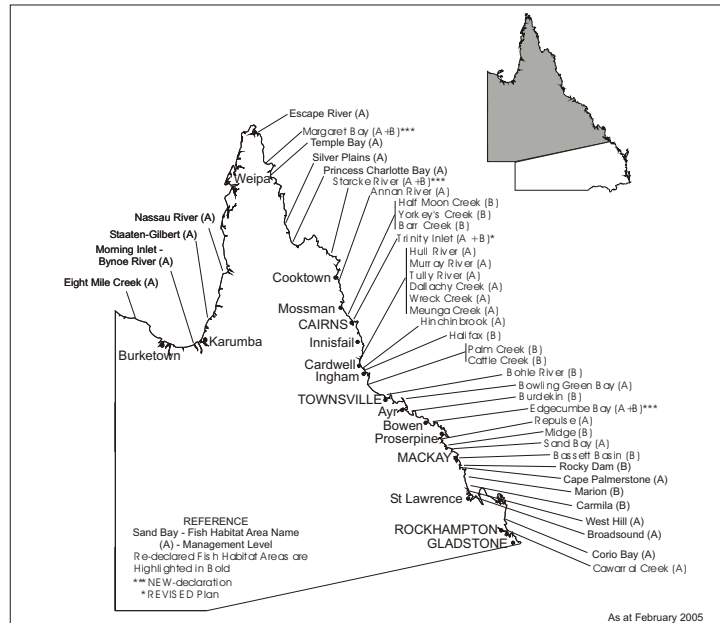 Escape River (A)
Margaret Bay (A+B)***
Temple Bay (A)
Silver Plains (A)
Princess Charlotte Bay (A)
Starcke River (A+B)***
Annan River (A)
Half Moon Creek (B)
Yorkey's Creek (B)
Barr Creek (B)
Trinity Inlet (A +B)*
Hull River (A)
Murray River (A)
Tully River (A)
Dallachy Creek (A)
Wreck Creek (A)
Meunga Creek (A)
Hinchinbrook (A)
Halifax (B)
Palm Creek (B)
Cattle Creek (B)
Bohle River (B)
Bowling Green Bay (A)
Burdekin (B)
Edgecumbe Bay (A+B)***
Repulse (A)
Midge (B)
Sand Bay (A)
Bassett Basin (B)
Rocky Dam (B)
Cape Palmerstone (A)
Marion (B)
Carmila (B)
West Hill (A)
Broadsound (A)
Corio Bay (A)
Cawarral Creek (A)
Weipa
Nassau River (A)
Staaten-Gilbert (A)
Morning Inlet -
Bynoe River (A)
Eight Mile Creek (A)
Burketown
Karumba
Cooktown
Mossman
CAIRNS
Innisfail
Cardwell
Ingham
TOWNSVILLE
Ayr
Bowen
Proserpine
MACKAY
St Lawrence
ROCKHAMPTON
GLADSTONE
REFERENCE
Sand Bay - Fish Habitat Area Name
(A) - Management Level
Re-declared Fish Habitat Areas are
Highlighted in Bold
*** NEW-declaration
* REVISED Plan
As at February 2005